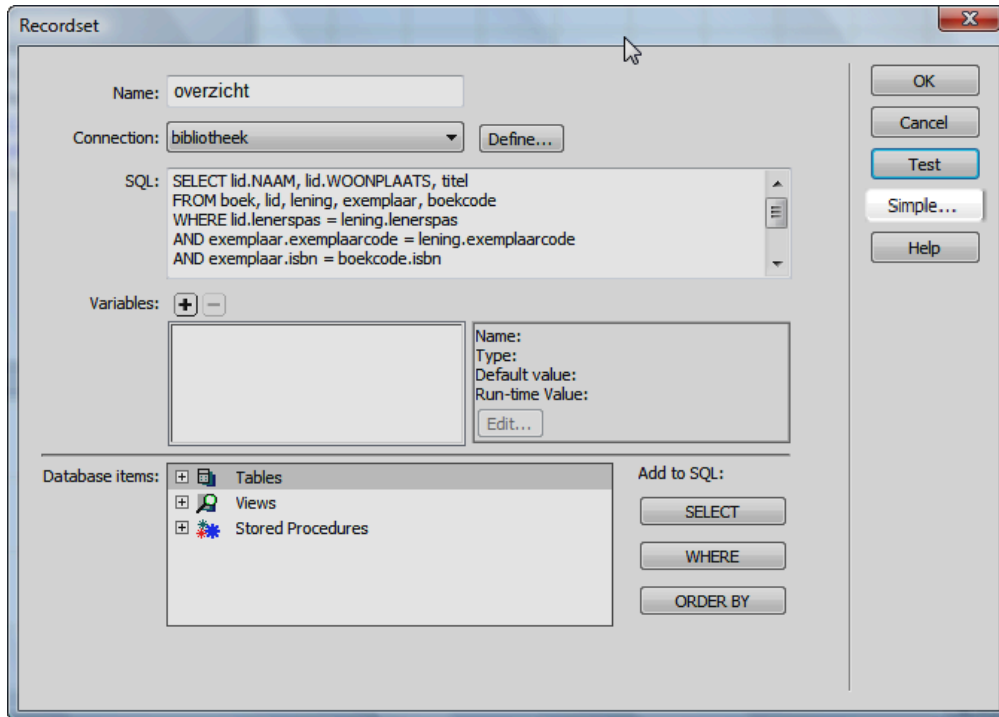 Recordset
Name: overzicht
OK
Connection: bibliotheek Define...
Cancel
Test
SQL: SELECT lid.NAAM, lid.WOONPLAATS, titel
FROM boek, lid, lening, exemplaar, boekcode
WHERE lid.lenerspas = lening.lenerspas
AND exemplaar.exemplaarcode = lening.exemplaarcode
AND exemplaar.isbn = boekcode.isbn
Simple...
Help
Variables:
Name:
Type:
Default value:
Run-time Value:
Edit...
Database items: Tables
Views
Stored Procedures
Add to SQL:
SELECT
WHERE
ORDER BY